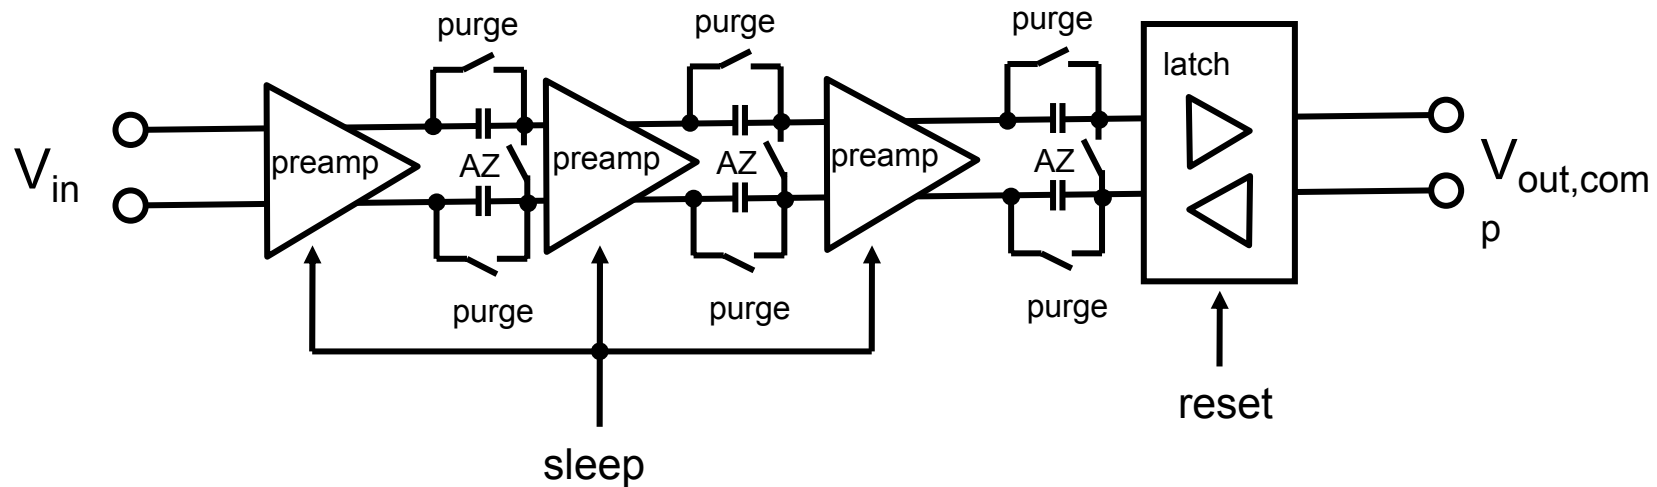 purge
purge
purge
latch
V
in
preamp
AZ
preamp
AZ
preamp
AZ
V
out,com
p
purge
purge
purge
reset
sleep